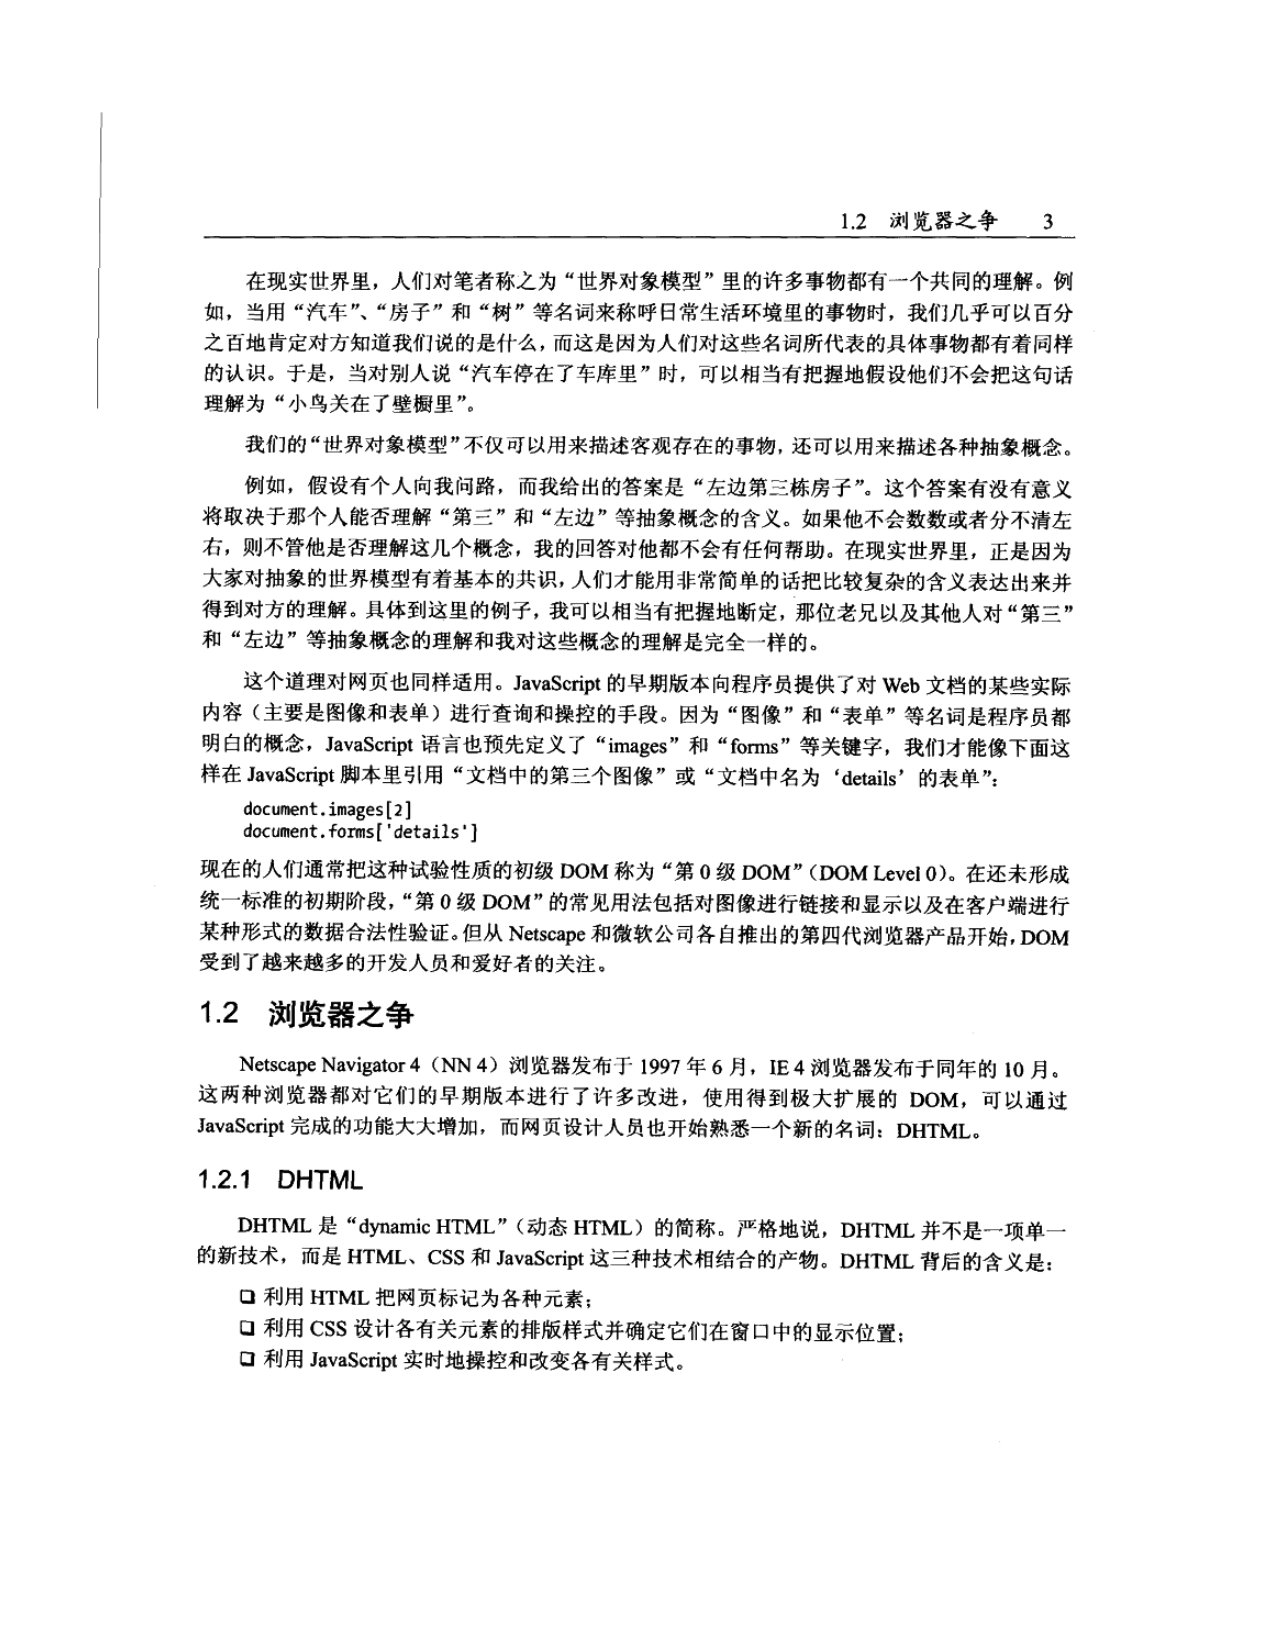 1.2 浏览器之争 3
在现实世界里，人们对笔者称之为“世界对象模型”里的许多事物都有一个共同的理解。例
如，当用“汽车”、“房子”和“树”等名词来称呼日常生活环境里的事物时，我们几乎可以百分
之百地肯定对方知道我们说的是什么，而这是因为人们对这些名词所代表的具体事物都有着同样
的认识。于是，当对别人说“汽车停在了车库里”时，可以相当有把握地假设他们不会把这句话
理解为“小鸟关在了壁橱里”。
我们的“世界对象模型”不仅可以用来描述客观存在的事物，还可以用来描述各种抽象概念。
例如，假设有个人向我问路，而我给出的答案是“左边第三栋房子”。这个答案有没有意义
将取决于那个人能否理解“第三”和“左边”等抽象概念的含义。如果他不会数数或者分不清左
右，则不管他是否理解这几个概念，我的回答对他都不会有任何帮助。在现实世界里，正是因为
大家对抽象的世界模型有着基本的共识，人们才能用非常简单的话把比较复杂的含义表达出来并
得到对方的理解。具体到这里的例子，我可以相当有把握地断定，那位老兄以及其他人对“第三”
和“左边”等抽象概念的理解和我对这些概念的理解是完全一样的。
这个道理对网页也同样适用。JavaScript 的早期版本向程序员提供了对 Web 文档的某些实际
内容（主要是图像和表单）进行查询和操控的手段。因为“图像”和“表单”等名词是程序员都
明白的概念，JavaScript 语言也预先定义了“images”和“forms”等关键字，我们才能像下面这
样在 JavaScript 脚本里引用“文档中的第三个图像”或“文档中名为‘details’的表单”：
document.images[2]
document.forms['details']
现在的人们通常把这种试验性质的初级 DOM 称为“第 0 级 DOM”（DOM Level 0）。在还未形成
统一标准的初期阶段，“第 0 级 DOM”的常见用法包括对图像进行链接和显示以及在客户端进行
某种形式的数据合法性验证。但从 Netscape 和微软公司各自推出的第四代浏览器产品开始，DOM
受到了越来越多的开发人员和爱好者的关注。
1.2 浏览器之争
Netscape Navigator 4（NN 4）浏览器发布于 1997 年 6 月，IE 4 浏览器发布于同年的 10 月。
这两种浏览器都对它们的早期版本进行了许多改进，使用得到极大扩展的 DOM，可以通过
JavaScript 完成的功能大大增加，而网页设计人员也开始熟悉一个新的名词：DHTML。
1.2.1 DHTML
DHTML 是“dynamic HTML”（动态 HTML）的简称。严格地说，DHTML 并不是一项单一
的新技术，而是 HTML、CSS 和 JavaScript 这三种技术相结合的产物。DHTML 背后的含义是：
❑ 利用 HTML 把网页标记为各种元素；
❑ 利用 CSS 设计各有关元素的排版样式并确定它们在窗口中的显示位置；
❑ 利用 JavaScript 实时地操控和改变各有关样式。